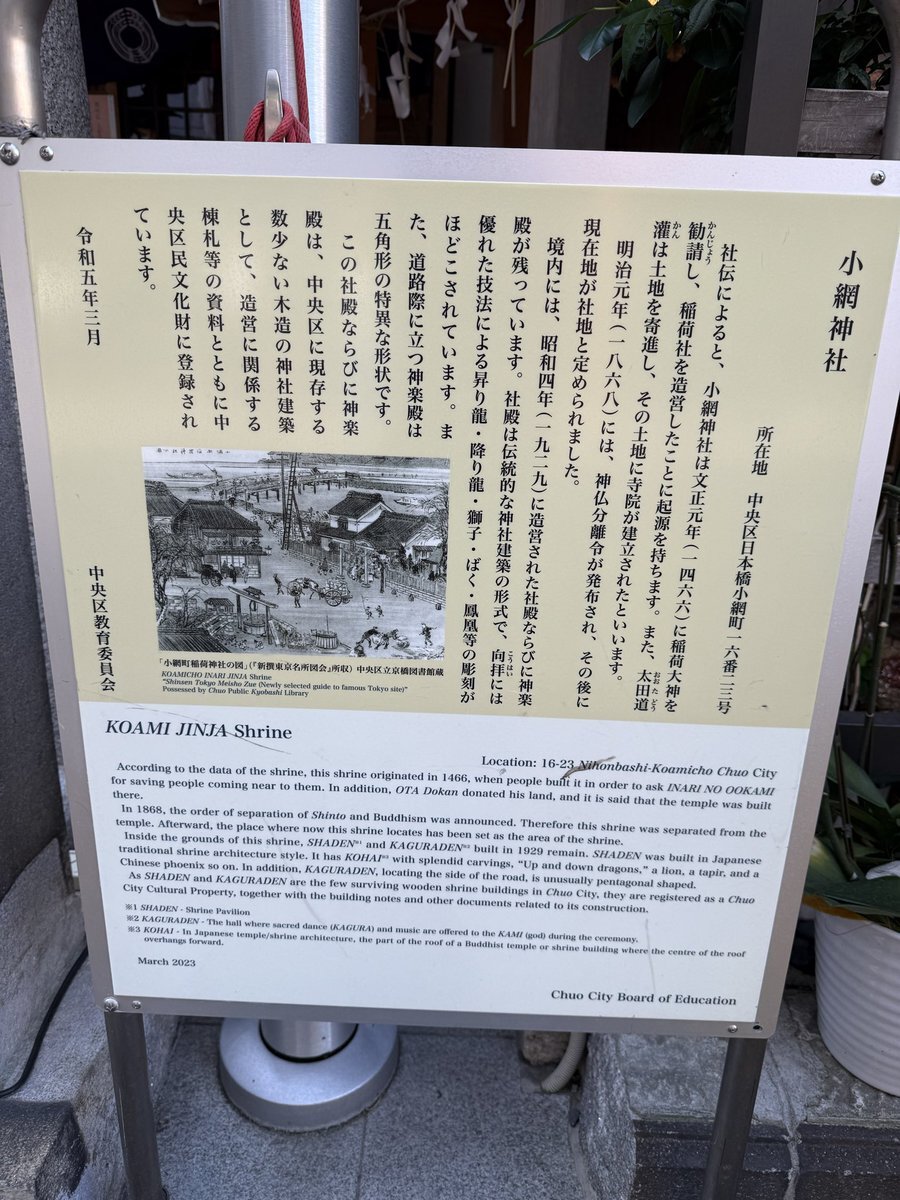 小網神社
所在地　中央区日本橋小網町一六番二三号
社伝によると、小網神社は文正元年(一四六六)に稲荷大神を
勧請し、稲荷社を造営したことに起源を持ちます。また、太田道
灌は土地を寄進し、その土地に寺院が建立されたといいます。
明治元年(一八六八)には、神仏分離令が発布され、その後に
現在地が社地と定められました。
境内には、昭和四年(一九二九)に造営された社殿ならびに神楽
殿が残っています。社殿は伝統的な神社建築の形式で、向拝には
優れた技法による昇り龍・降り龍・獅子・ばく・鳳凰等の彫刻が
ほどこされています。ま
た、道路際に立つ神楽殿は
五角形の特異な形状です。
この社殿ならびに神楽
殿は、中央区に現存する
数少ない木造の神社建築
として、造営に関係する
棟札等の資料とともに中
央区民文化財に登録され
ています。
令和五年三月
中央区教育委員会
「小網町稲荷神社の図」(『新撰東京名所図会』所収) 中央区立京橋図書館蔵
KOAMICHO INARI JINJA Shrine
"Shinsen Tokyo Meisho Zue (Newly selected guide to famous Tokyo site)"
Possessed by Chuo Public Kyobashi Library
KOAMI JINJA Shrine
Location: 16-23 Nihonbashi-Koamicho Chuo City
According to the data of the shrine, this shrine originated in 1466, when people built it in order to ask INARI NO OOKAMI
for saving people coming near to them. In addition, OTA Dokan donated his land, and it is said that the temple was built
there.
In 1868, the order of separation of Shinto and Buddhism was announced. Therefore this shrine was separated from the
temple. Afterward, the place where now this shrine locates has been set as the area of the shrine.
Inside the grounds of this shrine, SHADEN※1 and KAGURADEN※2 built in 1929 remain. SHADEN was built in Japanese
traditional shrine architecture style. It has KOHAI※3 with splendid carvings, "Up and down dragons," a lion, a tapir, and a
Chinese phoenix so on. In addition, KAGURADEN, locating the side of the road, is unusually pentagonal shaped.
As SHADEN and KAGURADEN are the few surviving wooden shrine buildings in Chuo City, they are registered as a Chuo
City Cultural Property, together with the building notes and other documents related to its construction.
※1 SHADEN - Shrine Pavilion
※2 KAGURADEN - The hall where sacred dance (KAGURA) and music are offered to the KAMI (god) during the ceremony.
※3 KOHAI - In Japanese temple/shrine architecture, the part of the roof of a Buddhist temple or shrine building where the centre of the roof
overhangs forward.
March 2023
Chuo City Board of Education